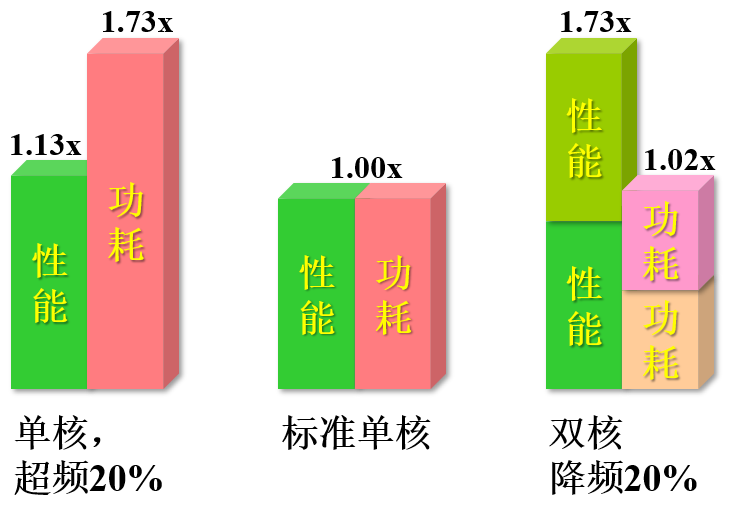 1.73x
1.13x
性能
功耗
单核，
超频20%
1.00x
性能
功耗
标准单核
1.73x
1.02x
性能
功耗
性能
功耗
双核
降频20%